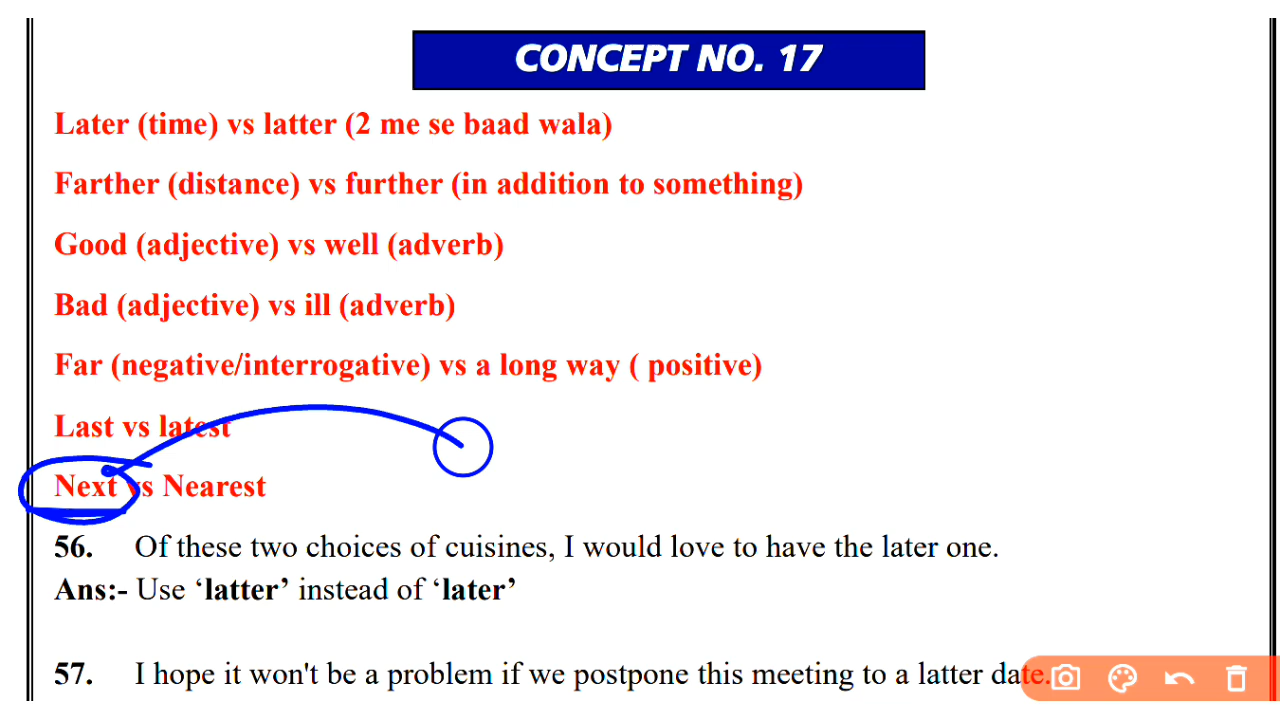 CONCEPT NO. 17
Later (time) vs latter (2 me se baad wala)
Farther (distance) vs further (in addition to something)
Good (adjective) vs well (adverb)
Bad (adjective) vs ill (adverb)
Far (negative/interrogative) vs a long way ( positive)
Last vs latest
Next vs Nearest
56. Of these two choices of cuisines, I would love to have the later one.
Ans:- Use ‘latter’ instead of ‘later’
57. I hope it won't be a problem if we postpone this meeting to a latter date.